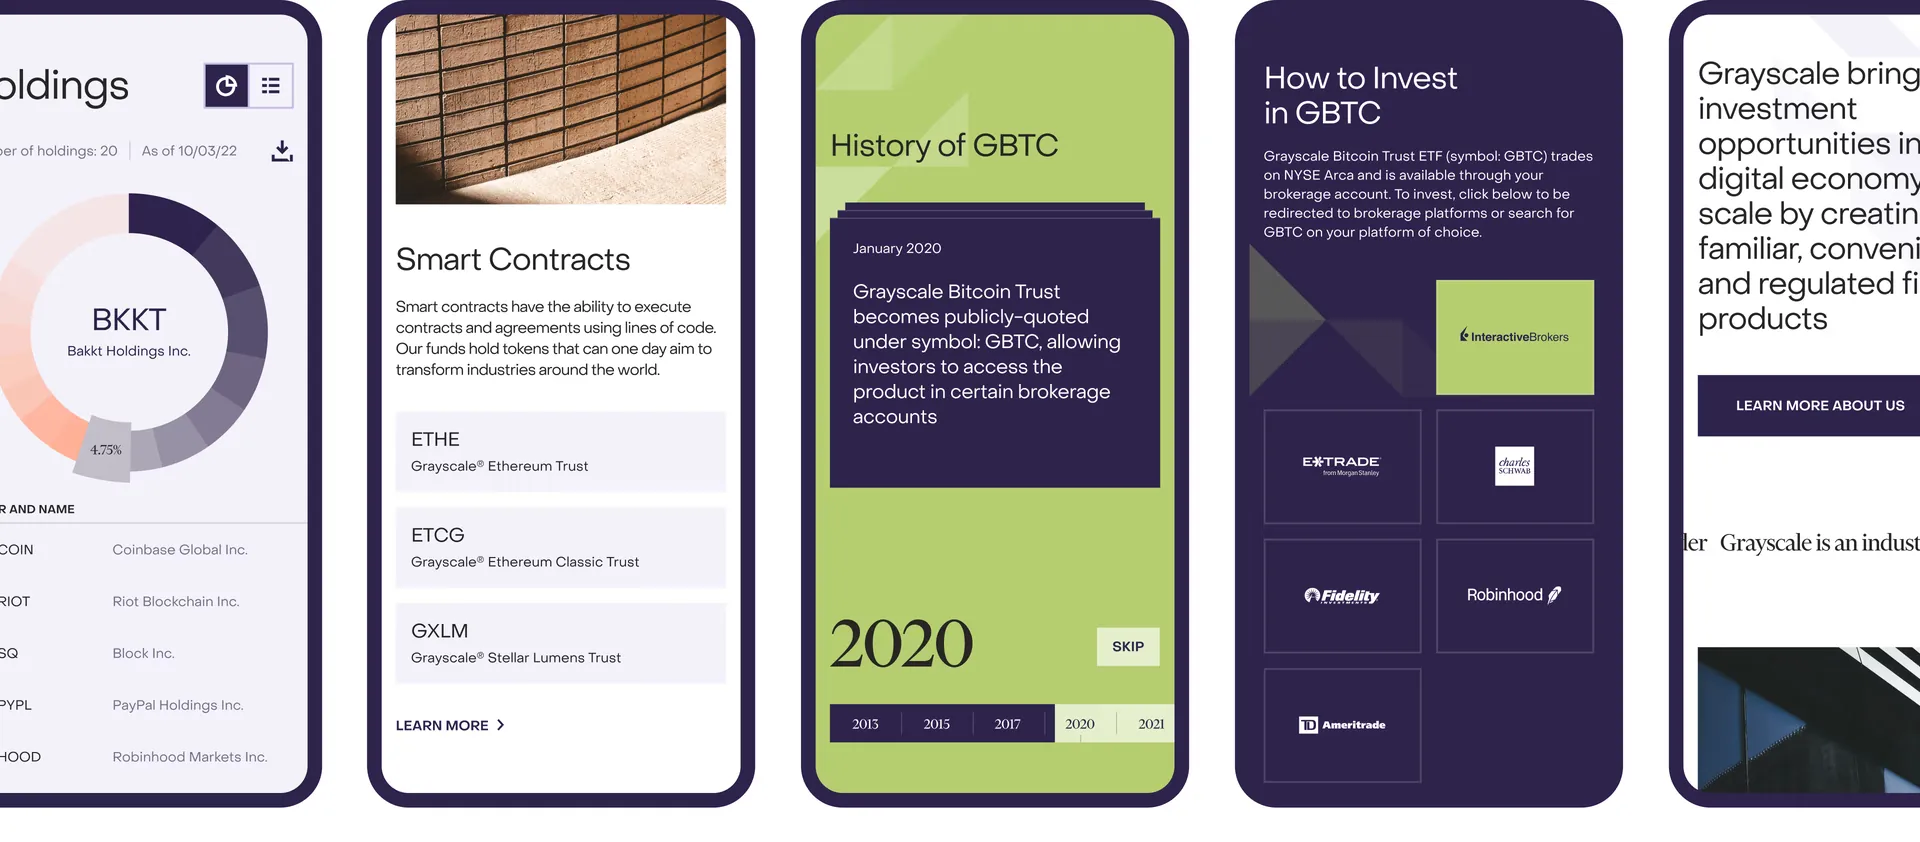 oldings
er of holdings: 20
As of 10/03/22
BKKT
Bakkt Holdings Inc.
4.75%
R AND NAME
COIN
Coinbase Global Inc.
RIOT
Riot Blockchain Inc.
SQ
Block Inc.
PYPL
PayPal Holdings Inc.
HOOD
Robinhood Markets Inc.
Smart Contracts
Smart contracts have the ability to execute
contracts and agreements using lines of code.
Our funds hold tokens that can one day aim to
transform industries around the world.
ETHE
Grayscale® Ethereum Trust
ETCG
Grayscale® Ethereum Classic Trust
GXLM
Grayscale® Stellar Lumens Trust
LEARN MORE
History of GBTC
January 2020
Grayscale Bitcoin Trust
becomes publicly-quoted
under symbol: GBTC, allowing
investors to access the
product in certain brokerage
accounts
2020
SKIP
2013
2015
2017
2020
2021
How to Invest
in GBTC
Grayscale Bitcoin Trust ETF (symbol: GBTC) trades
on NYSE Arca and is available through your
brokerage account. To invest, click below to be
redirected to brokerage platforms or search for
GBTC on your platform of choice.
InteractiveBrokers
E*TRADE
from Morgan Stanley
charles
SCHWAB
Fidelity
INVESTMENTS
Robinhood
TD Ameritrade
Grayscale bring
investment
opportunities in
digital economy
scale by creatin
familiar, conveni
and regulated fi
products
LEARN MORE ABOUT US
ler Grayscale is an indust